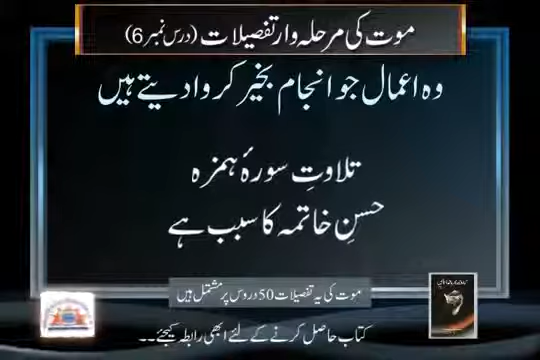 موت کی مرحلہ وار تفصیلات (درس نمبر 6)
وہ اعمال جو انجام بخیر کروا دیتے ہیں
تلاوتِ سورۂ ہمزہ
حسنِ خاتمہ کا سبب ہے
موت کی یہ تفصیلات 50 دروس پر مشتمل ہیں
کتاب حاصل کرنے کے لئے ابھی رابطہ کیجئے۔۔